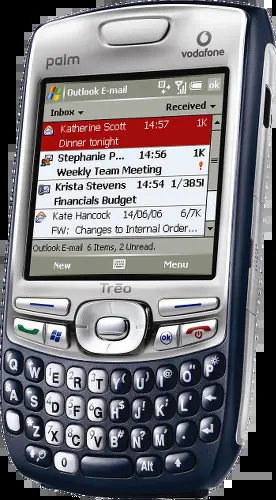 palm
vodafone
Outlook E-mail ok
Inbox Received
Katherine Scott 14:57 1K
Dinner tonight
Stephanie P... 14:56 1K
Weekly Team Meeting !
Krista Stevens 14:54 1/385K
Financials Budget
Kate Hancock 14/06/06 6/7K
FW: Changes to Internal Order...
Outlook E-mail 6 Items, 2 Unread.
New Menu
Treo
ok
Q W E R T Y U I O P
A S D F G H J K L
Z X C V B N M .
0 Alt